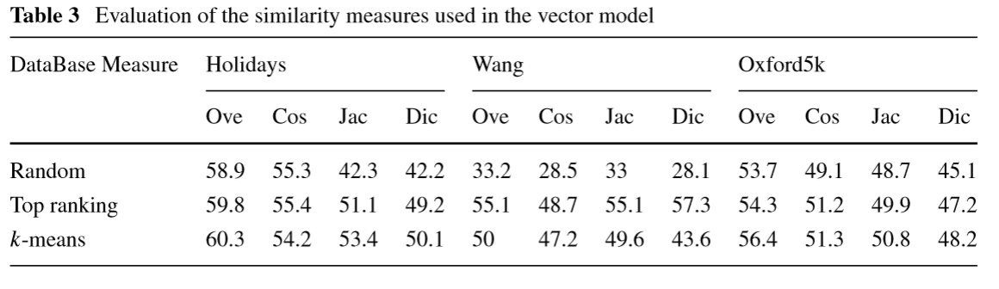 Table 3 Evaluation of the similarity measures used in the vector model
DataBase Measure Holidays Wang Oxford5k
Ove Cos Jac Dic Ove Cos Jac Dic Ove Cos Jac Dic
Random 58.9 55.3 42.3 42.2 33.2 28.5 33 28.1 53.7 49.1 48.7 45.1
Top ranking 59.8 55.4 51.1 49.2 55.1 48.7 55.1 57.3 54.3 51.2 49.9 47.2
k-means 60.3 54.2 53.4 50.1 50 47.2 49.6 43.6 56.4 51.3 50.8 48.2